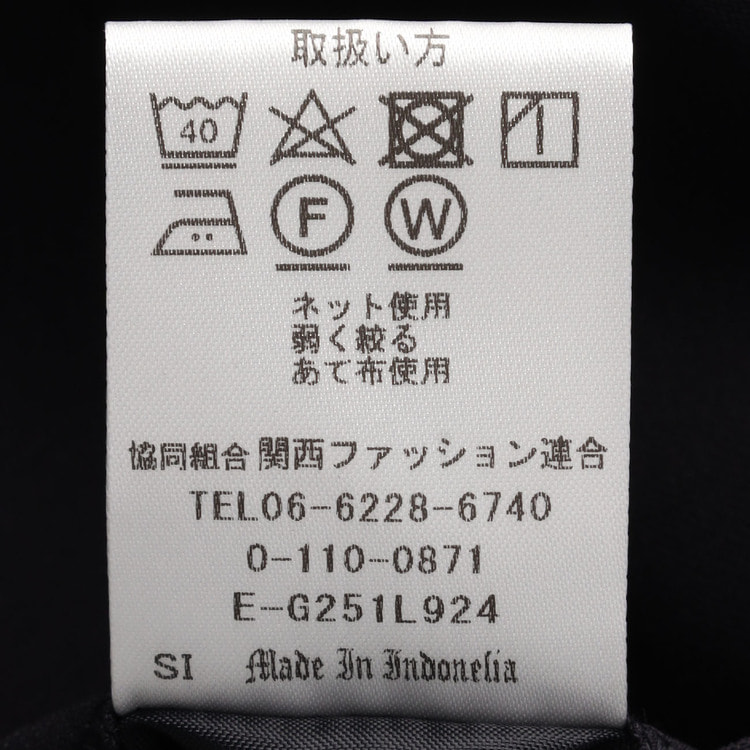 取扱い方
40
F W
ネット使用
弱く絞る
あて布使用
協同組合 関西ファッション連合
TEL06-6228-6740
0-110-0871
E-G251L924
SI Made In Indonesia